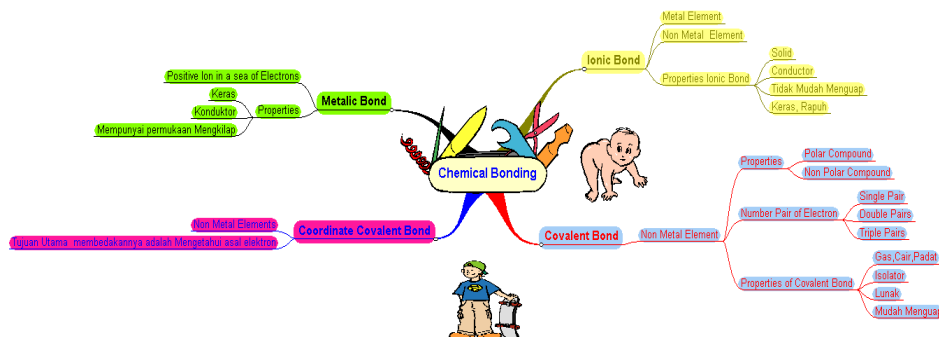 Chemical Bonding
Ionic Bond
Metal Element
Non Metal Element
Properties Ionic Bond
Solid
Conductor
Tidak Mudah Menguap
Keras, Rapuh
Metalic Bond
Positive Ion in a sea of Electrons
Properties
Keras
Konduktor
Mempunyai permukaan Mengkilap
Coordinate Covalent Bond
Non Metal Elements
Tujuan Utama membedakannya adalah Mengetahui asal elektron
Covalent Bond
Non Metal Element
Properties
Polar Compound
Non Polar Compound
Number Pair of Electron
Single Pair
Double Pairs
Triple Pairs
Properties of Covalent Bond
Gas,Cair,Padat
Isolator
Lunak
Mudah Menguap